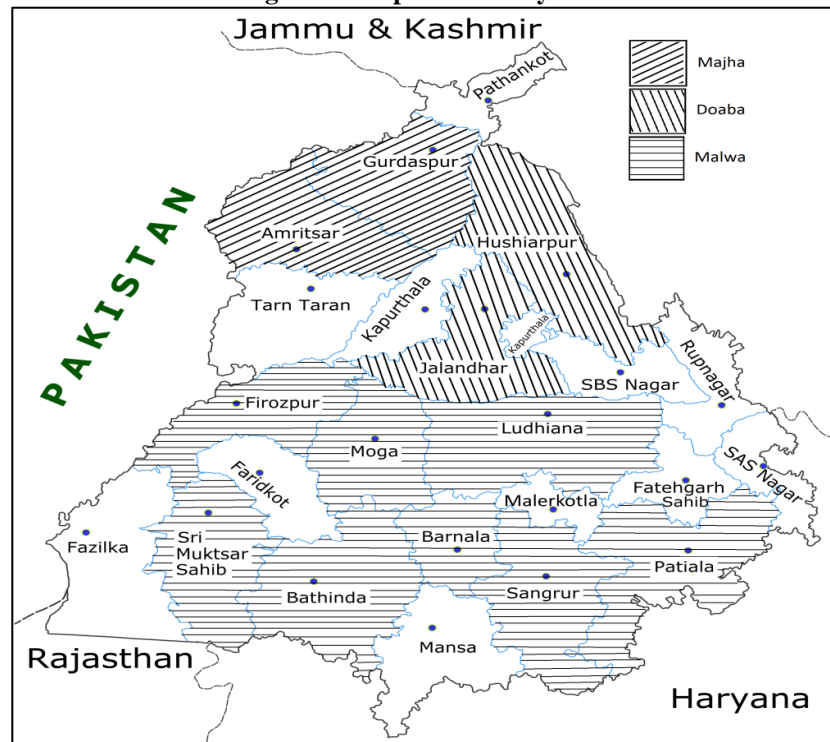 Jammu & Kashmir
Pathankot
Majha
Doaba
Malwa
Gurdaspur
PAKISTAN
Amritsar
Hushiarpur
Tarn Taran
Kapurthala
Kapurthala
Rupnagar
Jalandhar
SBS Nagar
Firozpur
Ludhiana
Moga
SAS Nagar
Faridkot
Malerkotla
Fatehgarh
Sahib
Fazilka
Sri
Muktsar
Sahib
Barnala
Patiala
Bathinda
Sangrur
Mansa
Rajasthan
Haryana